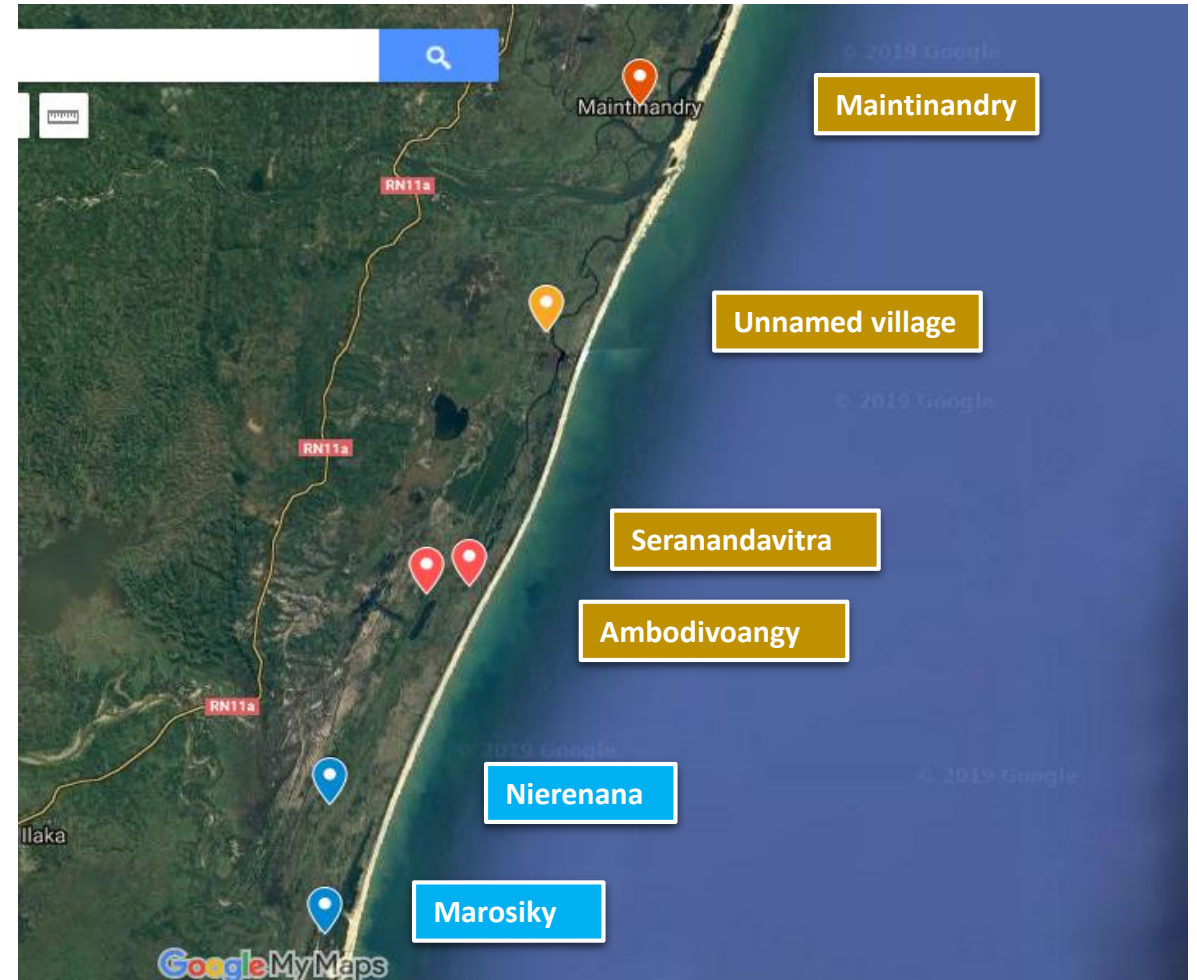 © 2019 Google
Maintinandry
Maintinandry
RN11a
Unnamed village
© 2019 Google
RN11a
Seranandavitra
Ambodivoangy
RN11a
© 2019 Google
© 2019 Google
Nierenana
Ilaka
Marosiky
Google My Maps